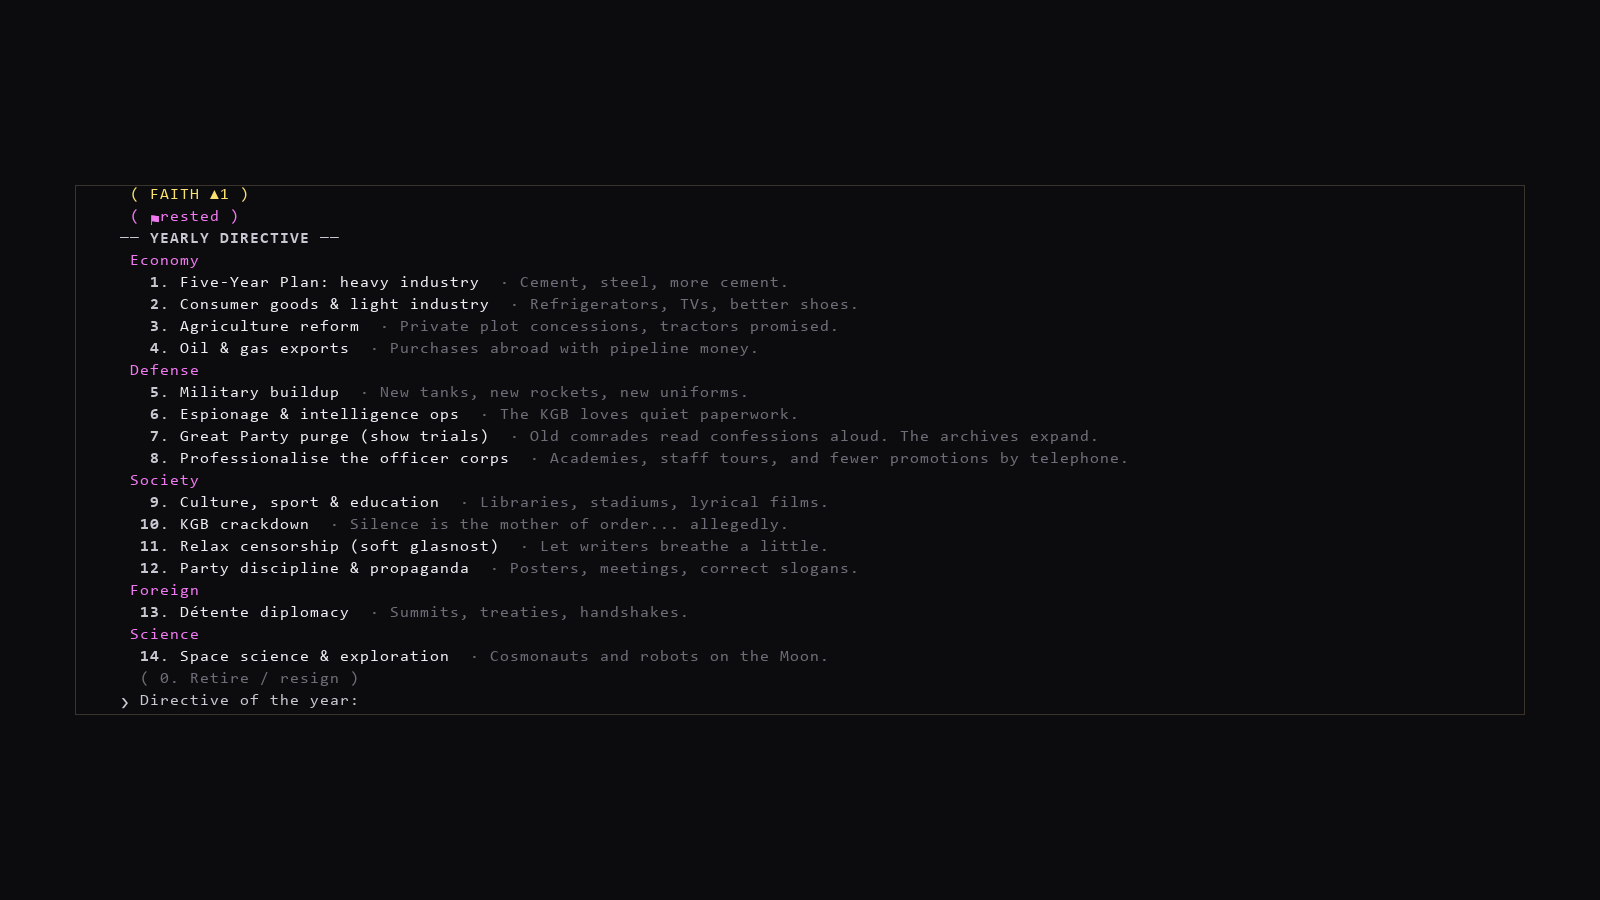 ( FAITH ▲1 )
( ⚑rested )
—— YEARLY DIRECTIVE ——
Economy
1. Five-Year Plan: heavy industry · Cement, steel, more cement.
2. Consumer goods & light industry · Refrigerators, TVs, better shoes.
3. Agriculture reform · Private plot concessions, tractors promised.
4. Oil & gas exports · Purchases abroad with pipeline money.
Defense
5. Military buildup · New tanks, new rockets, new uniforms.
6. Espionage & intelligence ops · The KGB loves quiet paperwork.
7. Great Party purge (show trials) · Old comrades read confessions aloud. The archives expand.
8. Professionalise the officer corps · Academies, staff tours, and fewer promotions by telephone.
Society
9. Culture, sport & education · Libraries, stadiums, lyrical films.
10. KGB crackdown · Silence is the mother of order... allegedly.
11. Relax censorship (soft glasnost) · Let writers breathe a little.
12. Party discipline & propaganda · Posters, meetings, correct slogans.
Foreign
13. Détente diplomacy · Summits, treaties, handshakes.
Science
14. Space science & exploration · Cosmonauts and robots on the Moon.
( 0. Retire / resign )
❯ Directive of the year: